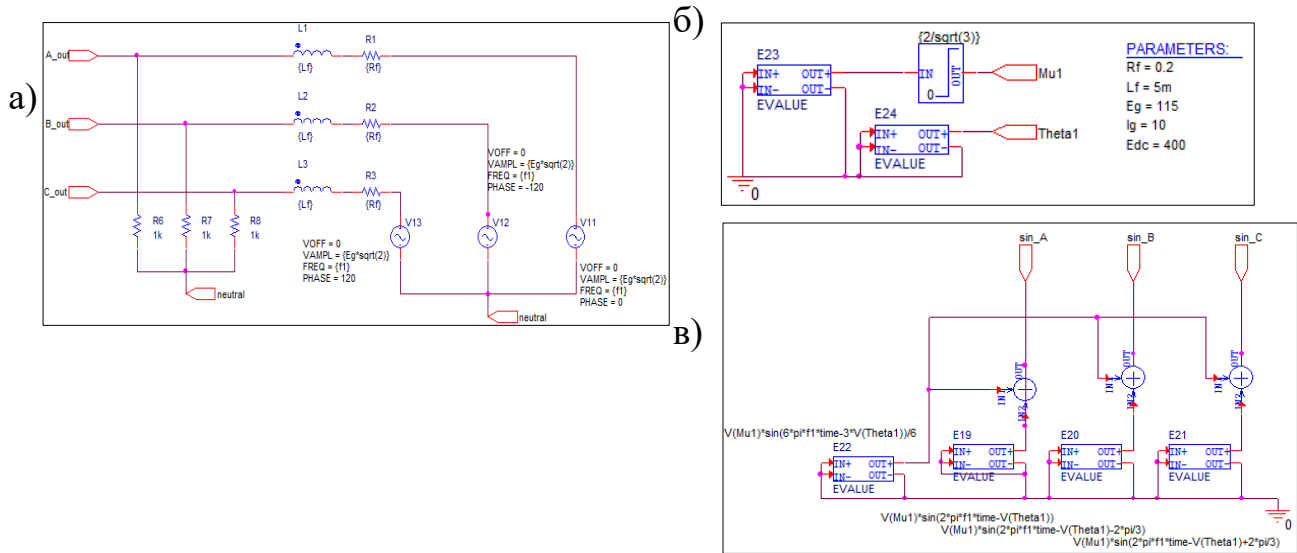 а)
L1
R1
A_out
{Lf}
{Rf}
L2
R2
B_out
{Lf}
{Rf}
L3
R3
VOFF = 0
VAMPL = {Eg*sqrt(2)}
FREQ = {f1}
PHASE = -120
C_out
{Lf}
{Rf}
R6
1k
R7
1k
R8
1k
V13
V12
V11
VOFF = 0
VAMPL = {Eg*sqrt(2)}
FREQ = {f1}
PHASE = 120
VOFF = 0
VAMPL = {Eg*sqrt(2)}
FREQ = {f1}
PHASE = 0
neutral
neutral
б)
{2/sqrt(3)}
E23
IN+ OUT+
IN- OUT-
EVALUE
IN
OUT
0
Mu1
E24
IN+ OUT+
IN- OUT-
EVALUE
Theta1
0
PARAMETERS:
Rf = 0.2
Lf = 5m
Eg = 115
Ig = 10
Edc = 400
в)
sin_A
sin_B
sin_C
OUT
IN2
OUT
IN2
OUT
IN2
V(Mu1)*sin(6*pi*f1*time-3*V(Theta1))/6
E22
IN+ OUT+
IN- OUT-
EVALUE
E19
IN+ OUT+
IN- OUT-
EVALUE
E20
IN+ OUT+
IN- OUT-
EVALUE
E21
IN+ OUT+
IN- OUT-
EVALUE
0
V(Mu1)*sin(2*pi*f1*time-V(Theta1))
V(Mu1)*sin(2*pi*f1*time-V(Theta1)-2*pi/3)
V(Mu1)*sin(2*pi*f1*time-V(Theta1)+2*pi/3)